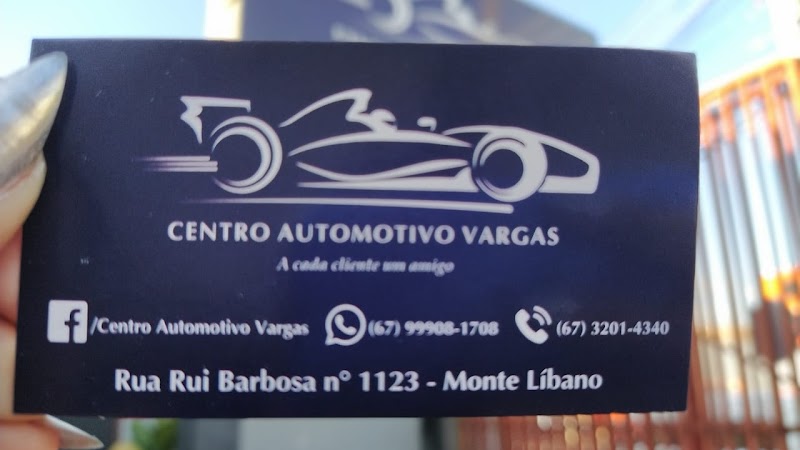 CENTRO AUTOMOTIVO VARGAS
A cada cliente um amigo
/Centro Automotivo Vargas (67) 99908-1708 (67) 3201-4340
Rua Rui Barbosa n° 1123 - Monte Líbano